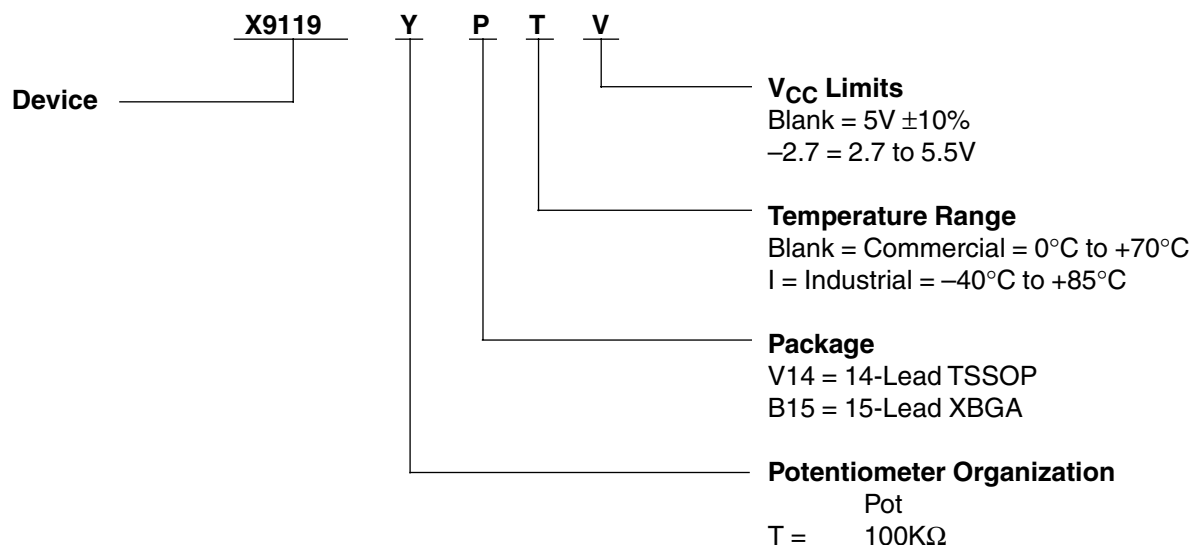 X9119 Y P T V
Device
VCC Limits
Blank = 5V ±10%
–2.7 = 2.7 to 5.5V
Temperature Range
Blank = Commercial = 0°C to +70°C
I = Industrial = –40°C to +85°C
Package
V14 = 14-Lead TSSOP
B15 = 15-Lead XBGA
Potentiometer Organization
Pot
T = 100KΩ